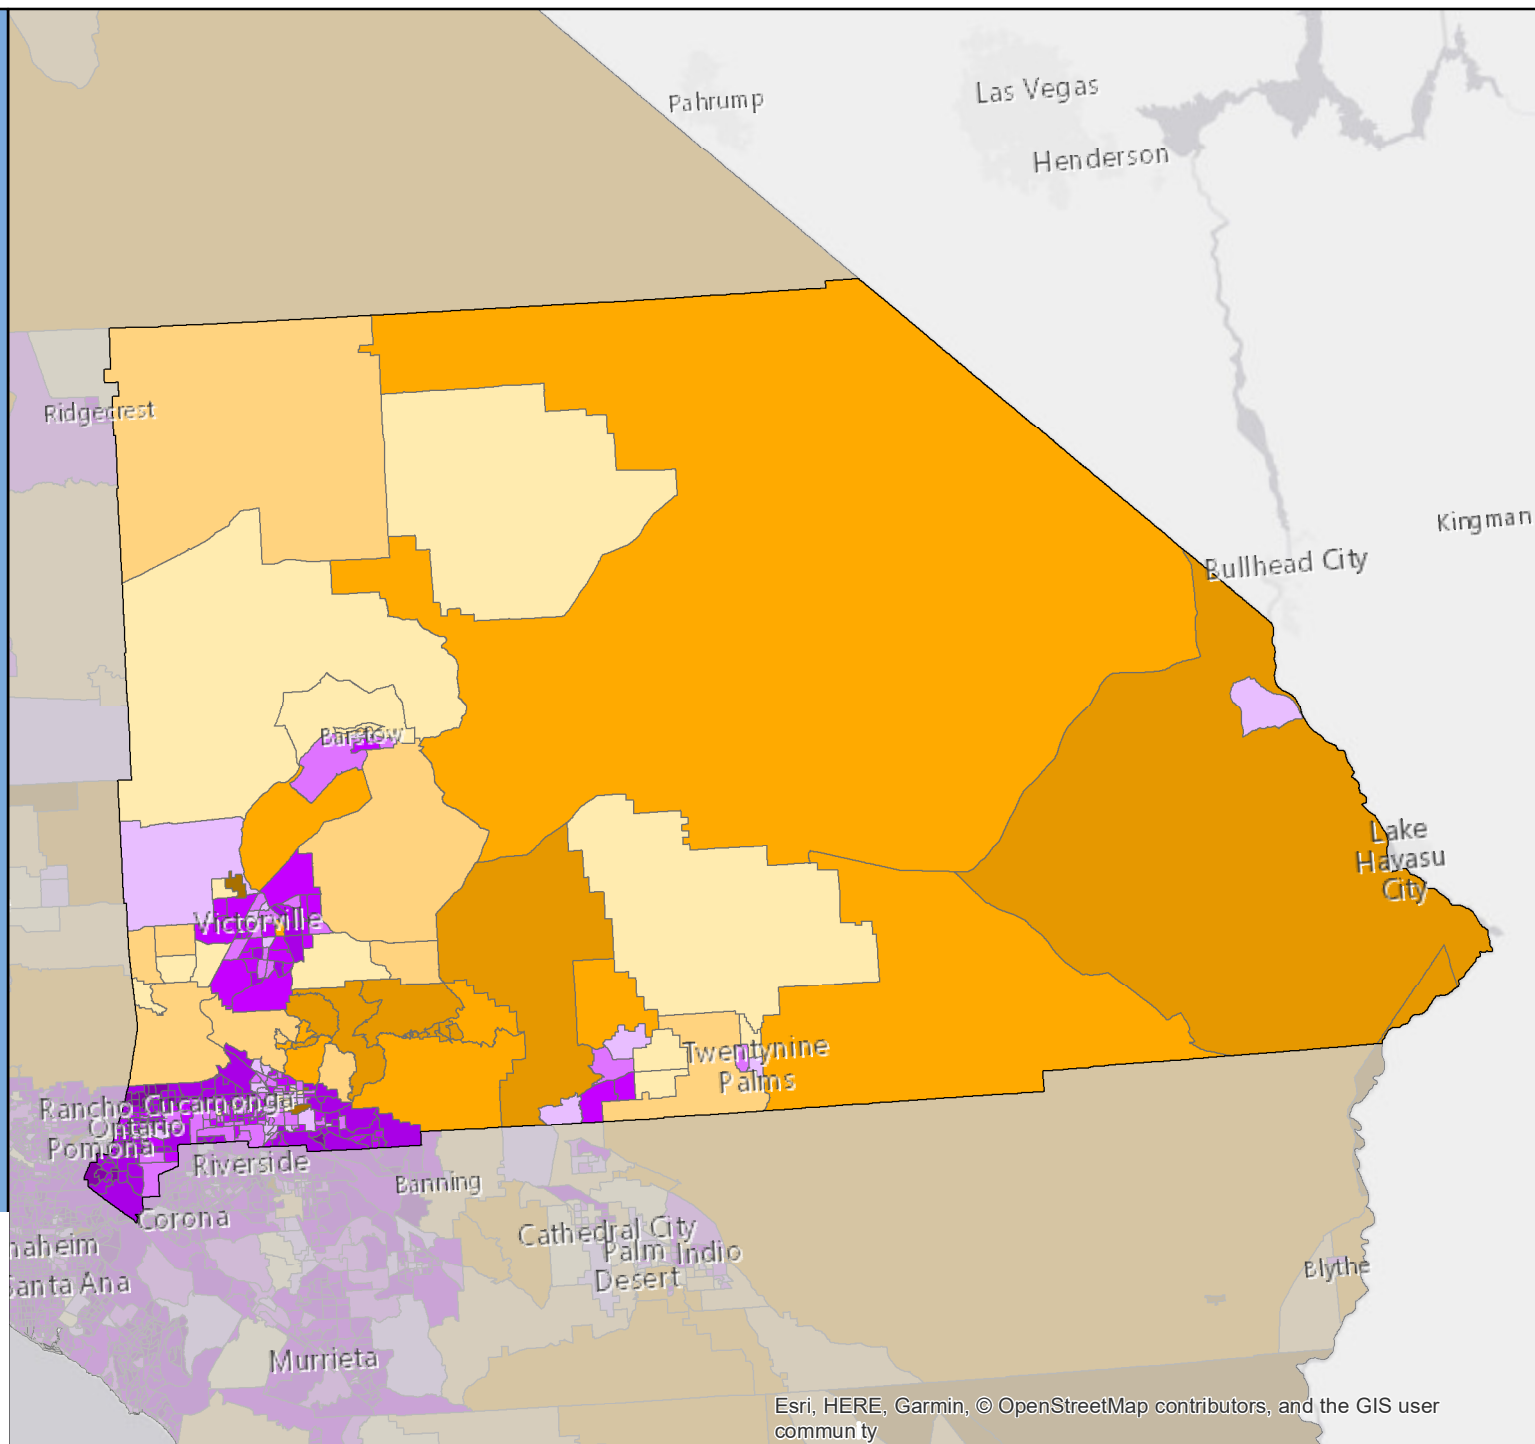 Pahrump
Las Vegas
Henderson
Ridgecrest
Kingman
Bullhead City
Barstow
Lake
Havasu
City
Victorville
Twentynine
Palms
Rancho Cucamonga
Ontario
Pomona
Riverside
Banning
Corona
Cathedral City
naheim
Palm Indio
Desert
Santa Ana
Blythe
Murrieta
Esri, HERE, Garmin, © OpenStreetMap contributors, and the GIS user
community